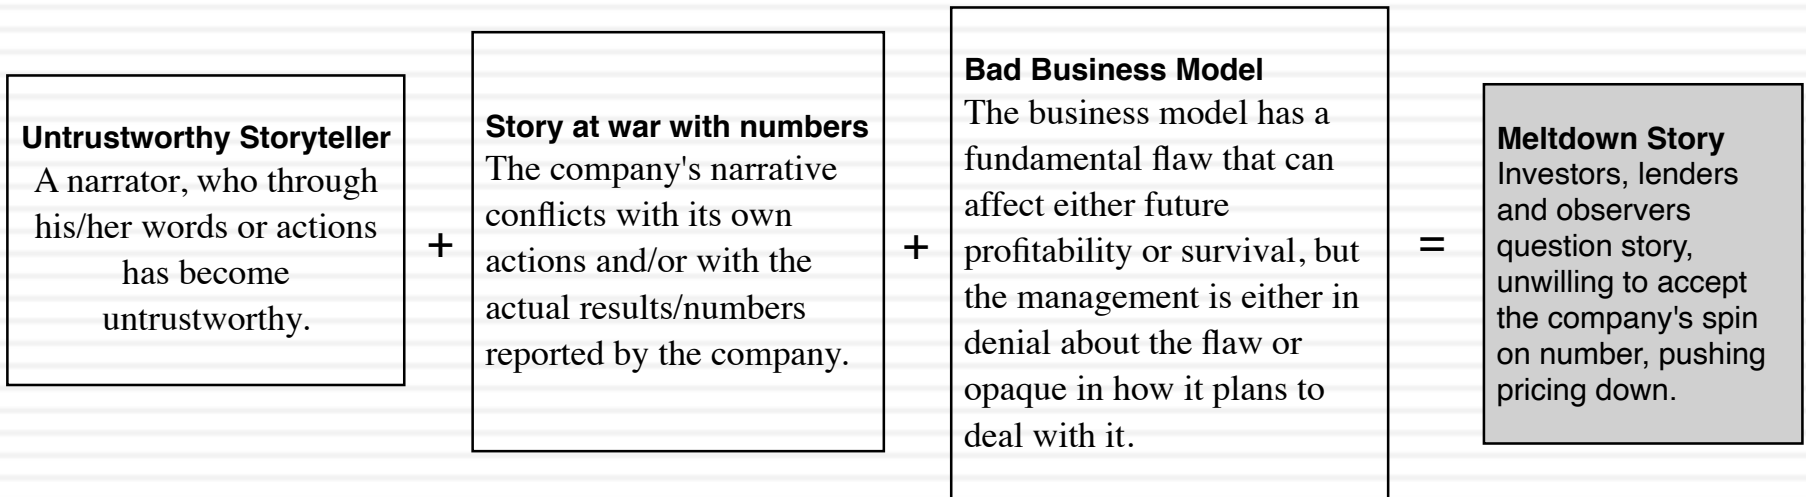 Untrustworthy Storyteller
A narrator, who through
his/her words or actions
has become
untrustworthy.
+
Story at war with numbers
The company's narrative
conflicts with its own
actions and/or with the
actual results/numbers
reported by the company.
+
Bad Business Model
The business model has a
fundamental flaw that can
affect either future
profitability or survival, but
the management is either in
denial about the flaw or
opaque in how it plans to
deal with it.
=
Meltdown Story
Investors, lenders
and observers
question story,
unwilling to accept
the company's spin
on number, pushing
pricing down.